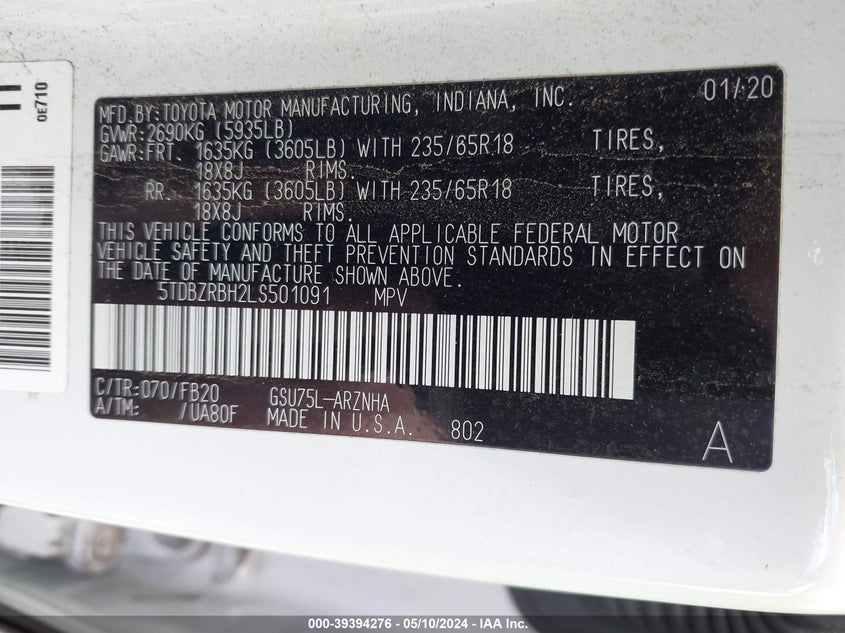 OE710
MFD.BY:TOYOTA MOTOR MANUFACTURING, INDIANA, INC. 01/20
GVWR:2690KG (5935LB)
GAWR:FRT. 1635KG (3605LB) WITH 235/65R18 TIRES,
18X8J RIMS.
RR. 1635KG (3605LB) WITH 235/65R18 TIRES,
18X8J RIMS.
THIS VEHICLE CONFORMS TO ALL APPLICABLE FEDERAL MOTOR
VEHICLE SAFETY AND THEFT PREVENTION STANDARDS IN EFFECT ON
THE DATE OF MANUFACTURE SHOWN ABOVE.
5TDBZRBH2LS501091 MPV
C/TR:070/FB20 GSU75L-ARZNHA
A/TM: /UA80F MADE IN U.S.A. 802
A
000-39394276 - 05/10/2024 - IAA Inc.